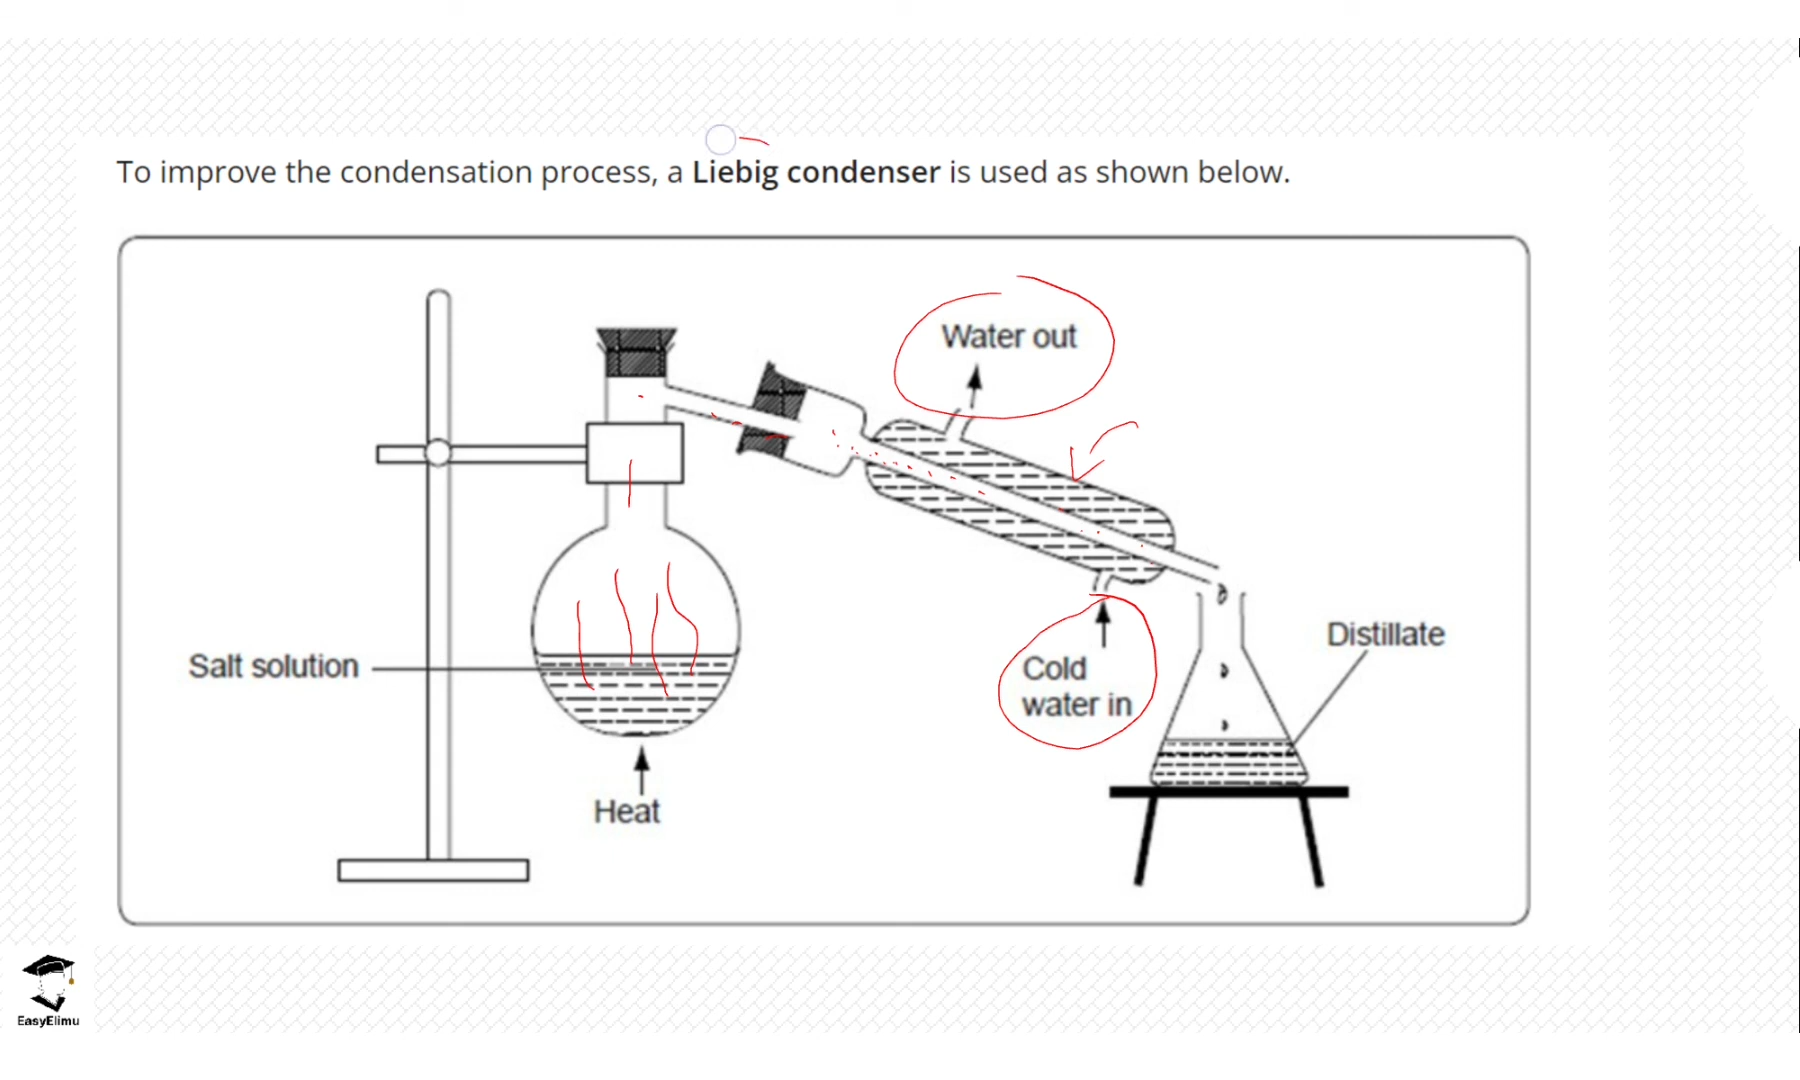 To improve the condensation process, a Liebig condenser is used as shown below.
Water out
Salt solution
Cold
water in
Distillate
Heat
EasyElimu